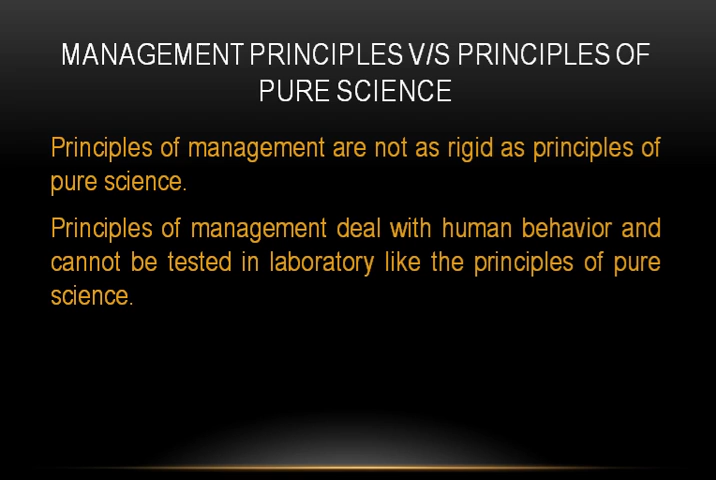 MANAGEMENT PRINCIPLES V/S PRINCIPLES OF
PURE SCIENCE
Principles of management are not as rigid as principles of
pure science.
Principles of management deal with human behavior and
cannot be tested in laboratory like the principles of pure
science.